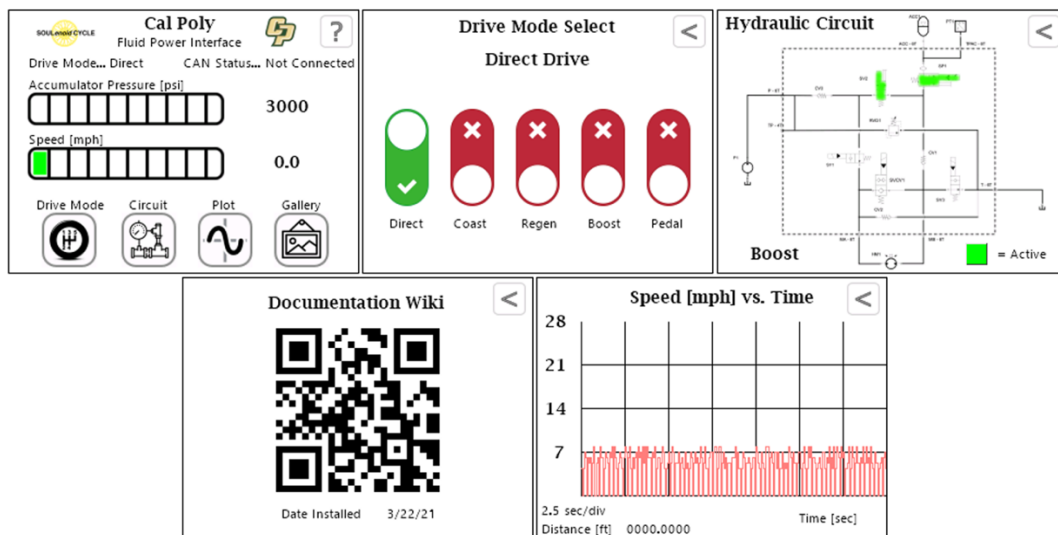 SOULenoid CYCLE
Cal Poly
Fluid Power Interface
CP
?
Drive Mode... Direct
CAN Status... Not Connected
Accumulator Pressure [psi]
3000
Speed [mph]
0.0
Drive Mode
Circuit
Plot
Gallery
Drive Mode Select
<
Direct Drive
Direct
Coast
Regen
Boost
Pedal
Hydraulic Circuit
<
Boost
= Active
Documentation Wiki
<
Date Installed 3/22/21
Speed [mph] vs. Time
<
28
21
14
7
2.5 sec/div
Time [sec]
Distance [ft] 0000.0000